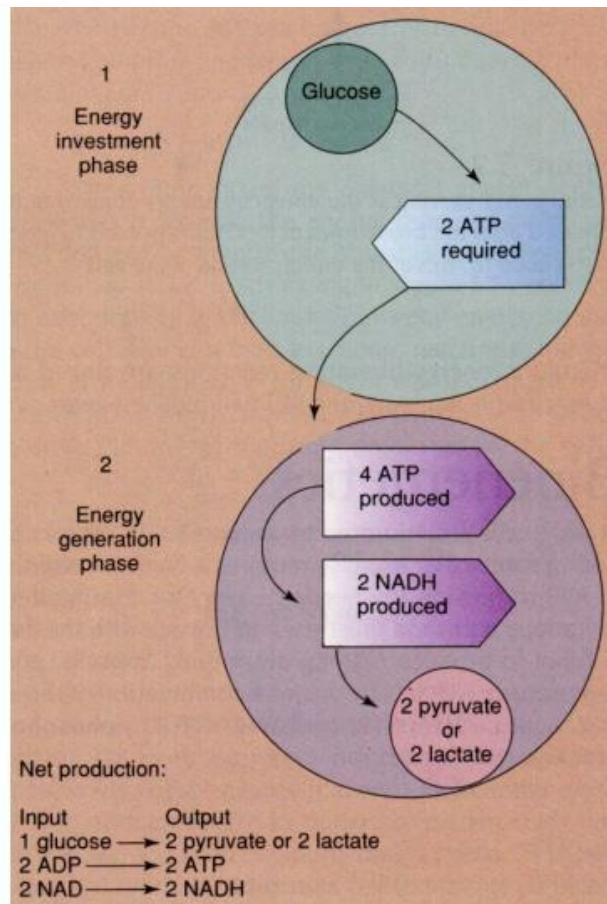 1
Energy
investment
phase
Glucose
2 ATP
required
2
Energy
generation
phase
4 ATP
produced
2 NADH
produced
2 pyruvate
or
2 lactate
Net production:
Input Output
1 glucose → 2 pyruvate or 2 lactate
2 ADP → 2 ATP
2 NAD → 2 NADH